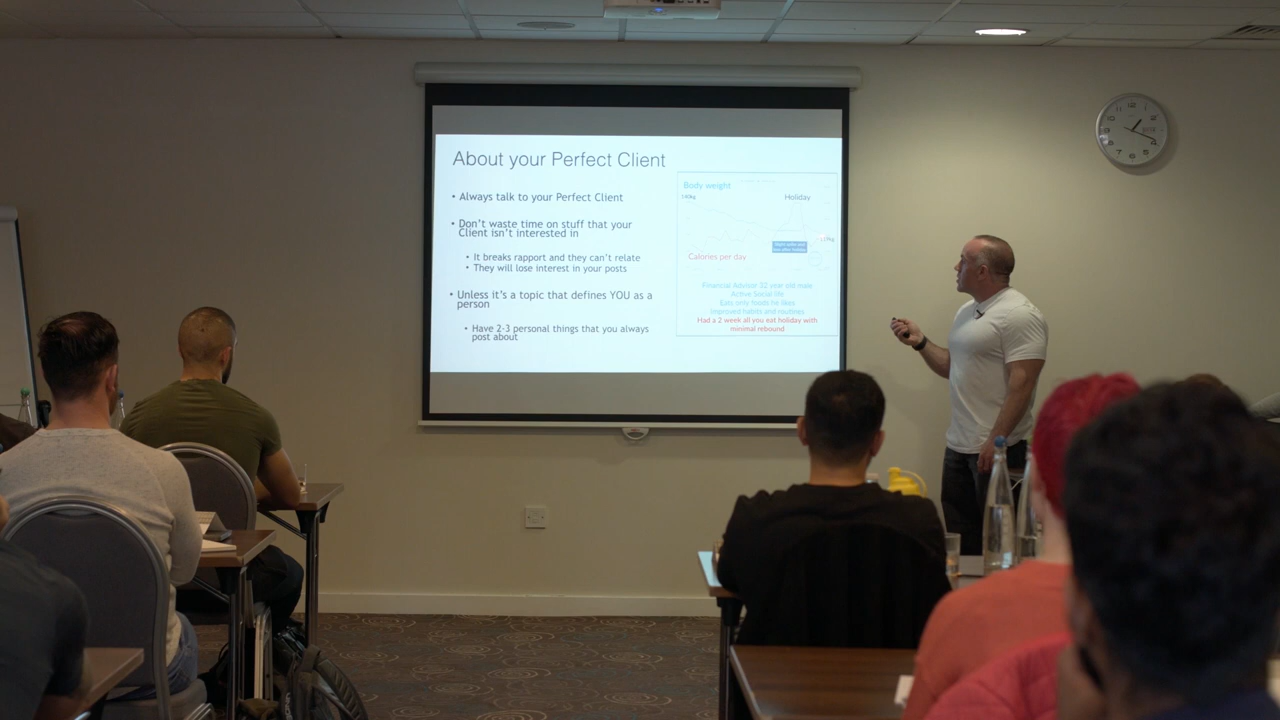 About your Perfect Client
• Always talk to your Perfect Client
• Don't waste time on stuff that your
Client isn't interested in
• It breaks rapport and they can't relate
• They will lose interest in your posts
• Unless it's a topic that defines YOU as a
person
• Have 2-3 personal things that you always
post about
Body weight
Holiday
Calories per day
Financial Advisor 32 year old male
Active Social life
Eats only foods he likes
Improved habits and routines
Had a 2 week all you eat holiday with
minimal rebound